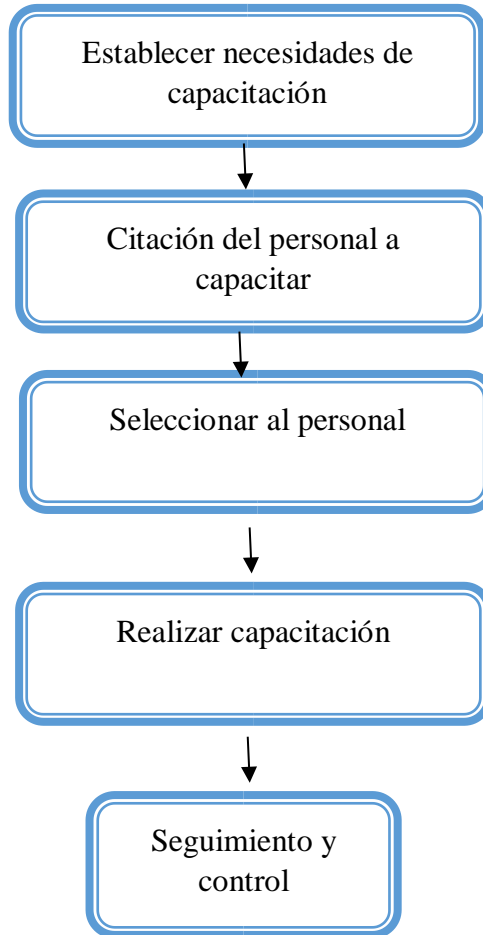 Establecer necesidades de
capacitación
Citación del personal a
capacitar
Seleccionar al personal
Realizar capacitación
Seguimiento y
control